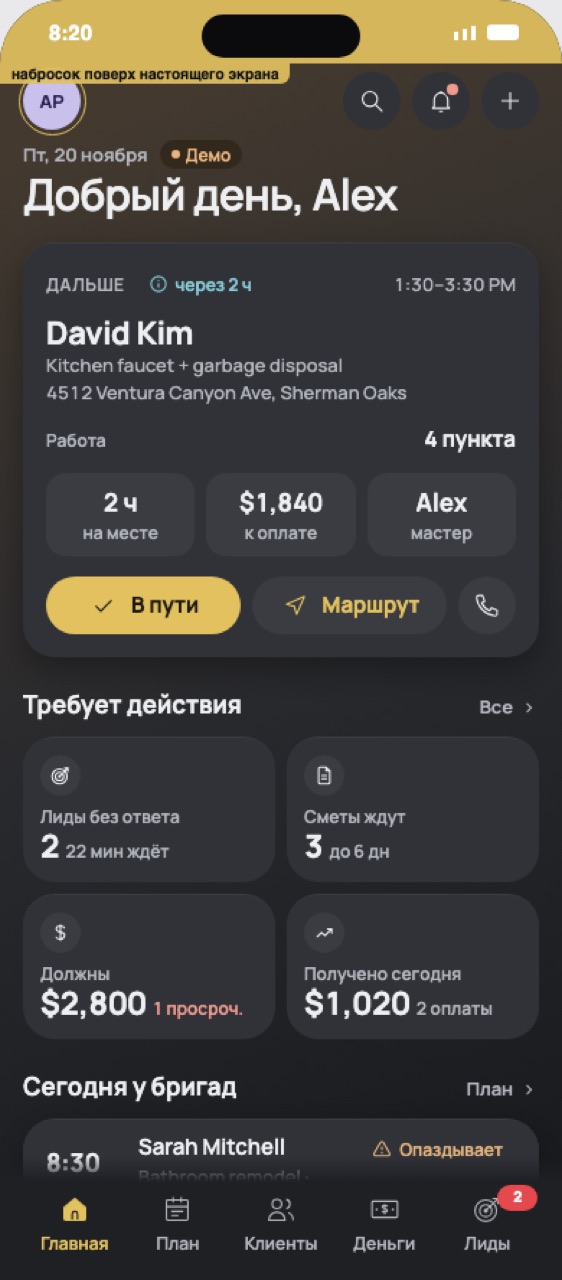 8:20
набросок поверх настоящего экрана
AP
Пт, 20 ноября Демо
Добрый день, Alex
ДАЛЬШЕ через 2 ч 1:30–3:30 PM
David Kim
Kitchen faucet + garbage disposal
4512 Ventura Canyon Ave, Sherman Oaks
Работа 4 пункта
2 ч $1,840 Alex
на месте к оплате мастер
В пути Маршрут
Требует действия Все
Лиды без ответа Сметы ждут
2 22 мин ждёт 3 до 6 дн
$
Должны Получено сегодня
$2,800 1 просроч. $1,020 2 оплаты
Сегодня у бригад План
Sarah Mitchell Опаздывает
8:30
Bathroom remodel ·
2
Главная План Клиенты Деньги Лиды